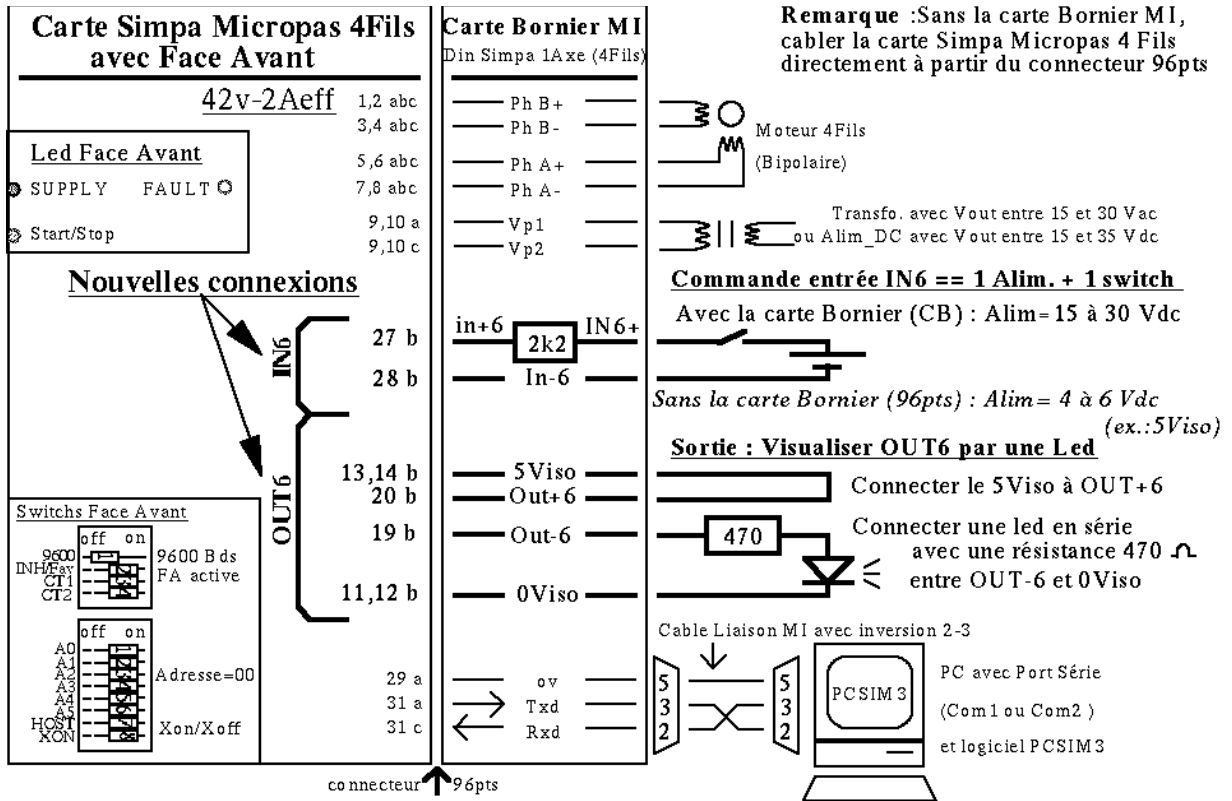 Carte Simpa Micropas 4Fils
avec Face Avant
42v-2Aeff
1,2 abc
3,4 abc
5,6 abc
7,8 abc
9,10 a
9,10 c
Led Face Avant
SUPPLY FAULT
Start/Stop
Nouvelles connexions
IN6
27 b
28 b
OUT6
13,14 b
20 b
19 b
11,12 b
Switchs Face Avant
off on
9600
INH/Fav
CT1
CT2
9600 Bds
FA active
off on
A0
A1
A2
A3
A4
A5
HOST
XON
Adresse=00
Xon/Xoff
29 a
31 a
31 c
connecteur 96pts
Carte Bornier MI
Din Simpa 1Axe (4Fils)
Ph B+
Ph B-
Ph A+
Ph A-
Vp1
Vp2
in+6 2k2 IN6+
In-6
5Viso
Out+6
Out-6
0Viso
ov
Txd
Rxd
Remarque :Sans la carte Bornier MI,
cabler la carte Simpa Micropas 4 Fils
directement à partir du connecteur 96pts
Moteur 4Fils
(Bipolaire)
Transfo. avec Vout entre 15 et 30 Vac
ou Alim_DC avec Vout entre 15 et 35 Vdc
Commande entrée IN6 == 1 Alim. + 1 switch
Avec la carte Bornier (CB) : Alim= 15 à 30 Vdc
Sans la carte Bornier (96pts) : Alim= 4 à 6 Vdc
(ex.:5Viso)
Sortie : Visualiser OUT6 par une Led
Connecter le 5Viso à OUT+6
470
Connecter une led en série
avec une résistance 470
entre OUT-6 et 0Viso
Cable Liaison MI avec inversion 2-3
5
3
2
5
3
2
PCSIM3
PC avec Port Série
(Com1 ou Com2 )
et logiciel PCSIM3